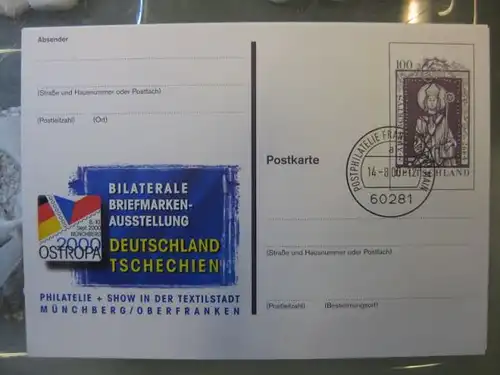 Absender
(Straße und Hausnummer oder Postfach)
(Postleitzahl) (Ort)
BILATERALE
BRIEFMARKEN-
AUSSTELLUNG
DEUTSCHLAND
TSCHECHIEN
2000
OSTROPA
PHILATELIE + SHOW IN DER TEXTILSTADT
MÜNCHBERG/OBERFRANKEN
100
POSTPHILATELIE
a
60281
Postkarte
(Straße und Hausnummer oder Postfach)
(Postleitzahl) (Bestimmungsort)